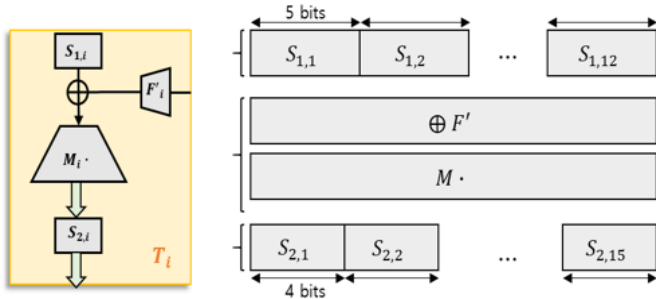 S₁,ᵢ
F'ᵢ
Mᵢ ·
S₂,ᵢ
Tᵢ
5 bits
S₁,₁ S₁,₂ ... S₁,₁₂
⊕ F'
M ·
S₂,₁ S₂,₂ ... S₂,₁₅
4 bits